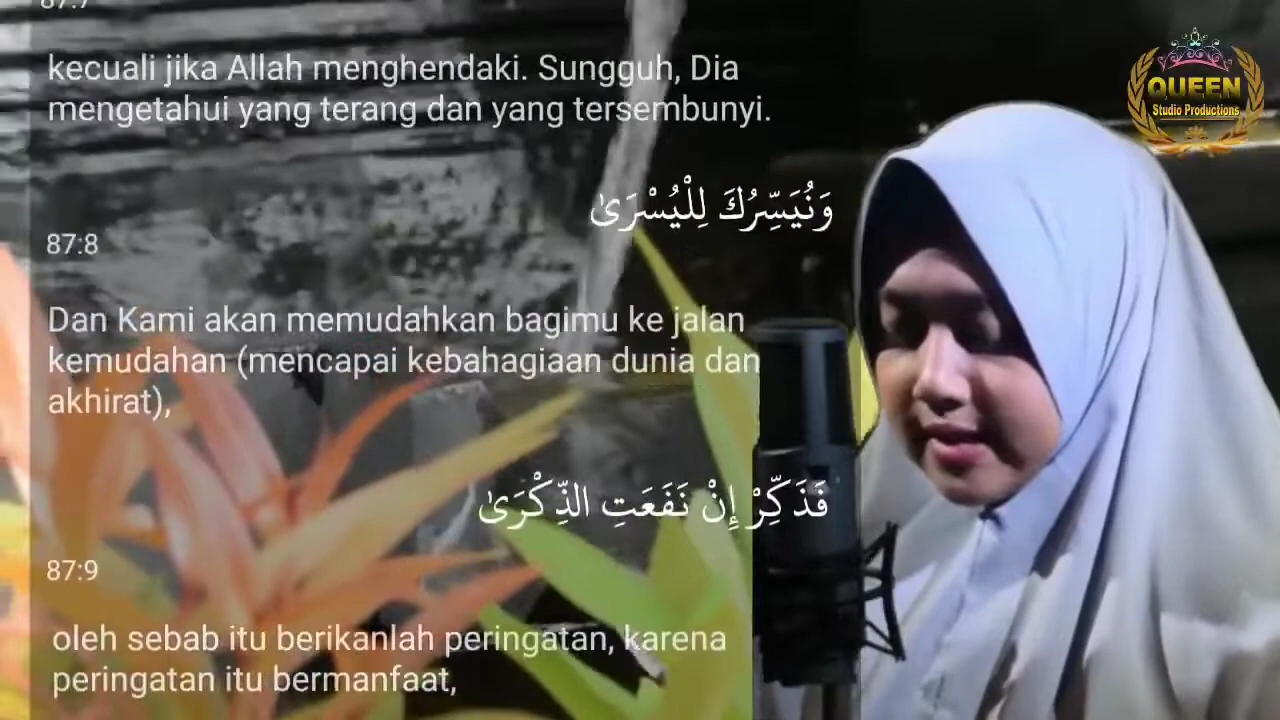 87:7
kecuali jika Allah menghendaki. Sungguh, Dia
mengetahui yang terang dan yang tersembunyi.
وَنُيَسِّرُكَ لِلْيُسْرَىٰ
87:8
Dan Kami akan memudahkan bagimu ke jalan
kemudahan (mencapai kebahagiaan dunia dan
akhirat),
فَذَكِّرْ إِنْ نَفَعَتِ الذِّكْرَىٰ
87:9
oleh sebab itu berikanlah peringatan, karena
peringatan itu bermanfaat,
QUEEN
Studio Productions